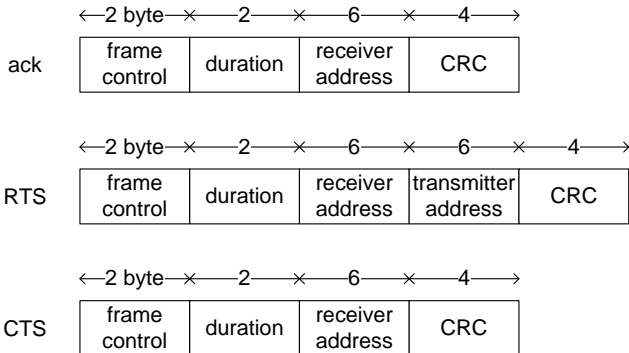 2 byte 2 6 4
ack frame control duration receiver address CRC
2 byte 2 6 6 4
RTS frame control duration receiver address transmitter address CRC
2 byte 2 6 4
CTS frame control duration receiver address CRC